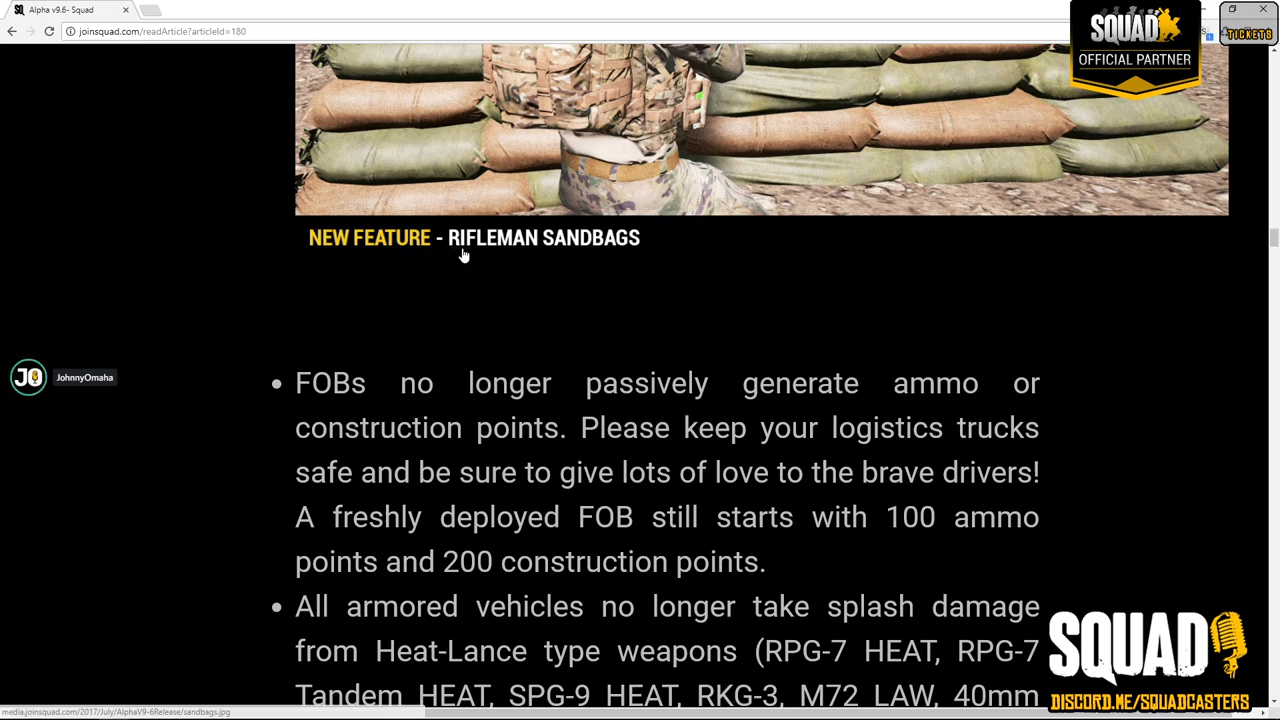 Alpha v9.6- Squad
joinsquad.com/readArticle?articleId=180
SQUAD
OFFICIAL PARTNER
TICKETS
NEW FEATURE - RIFLEMAN SANDBAGS
JO JohnnyOmaha
• FOBs no longer passively generate ammo or
construction points. Please keep your logistics trucks
safe and be sure to give lots of love to the brave drivers!
A freshly deployed FOB still starts with 100 ammo
points and 200 construction points.
• All armored vehicles no longer take splash damage
from Heat-Lance type weapons (RPG-7 HEAT, RPG-7
Tandem HEAT, SPG-9 HEAT, RKG-3, M72 LAW, 40mm
SQUAD
DISCORD.ME/SQUADCASTERS
media.joinsquad.com/2017/July/AlphaV9-6Release/sandbags.jpg